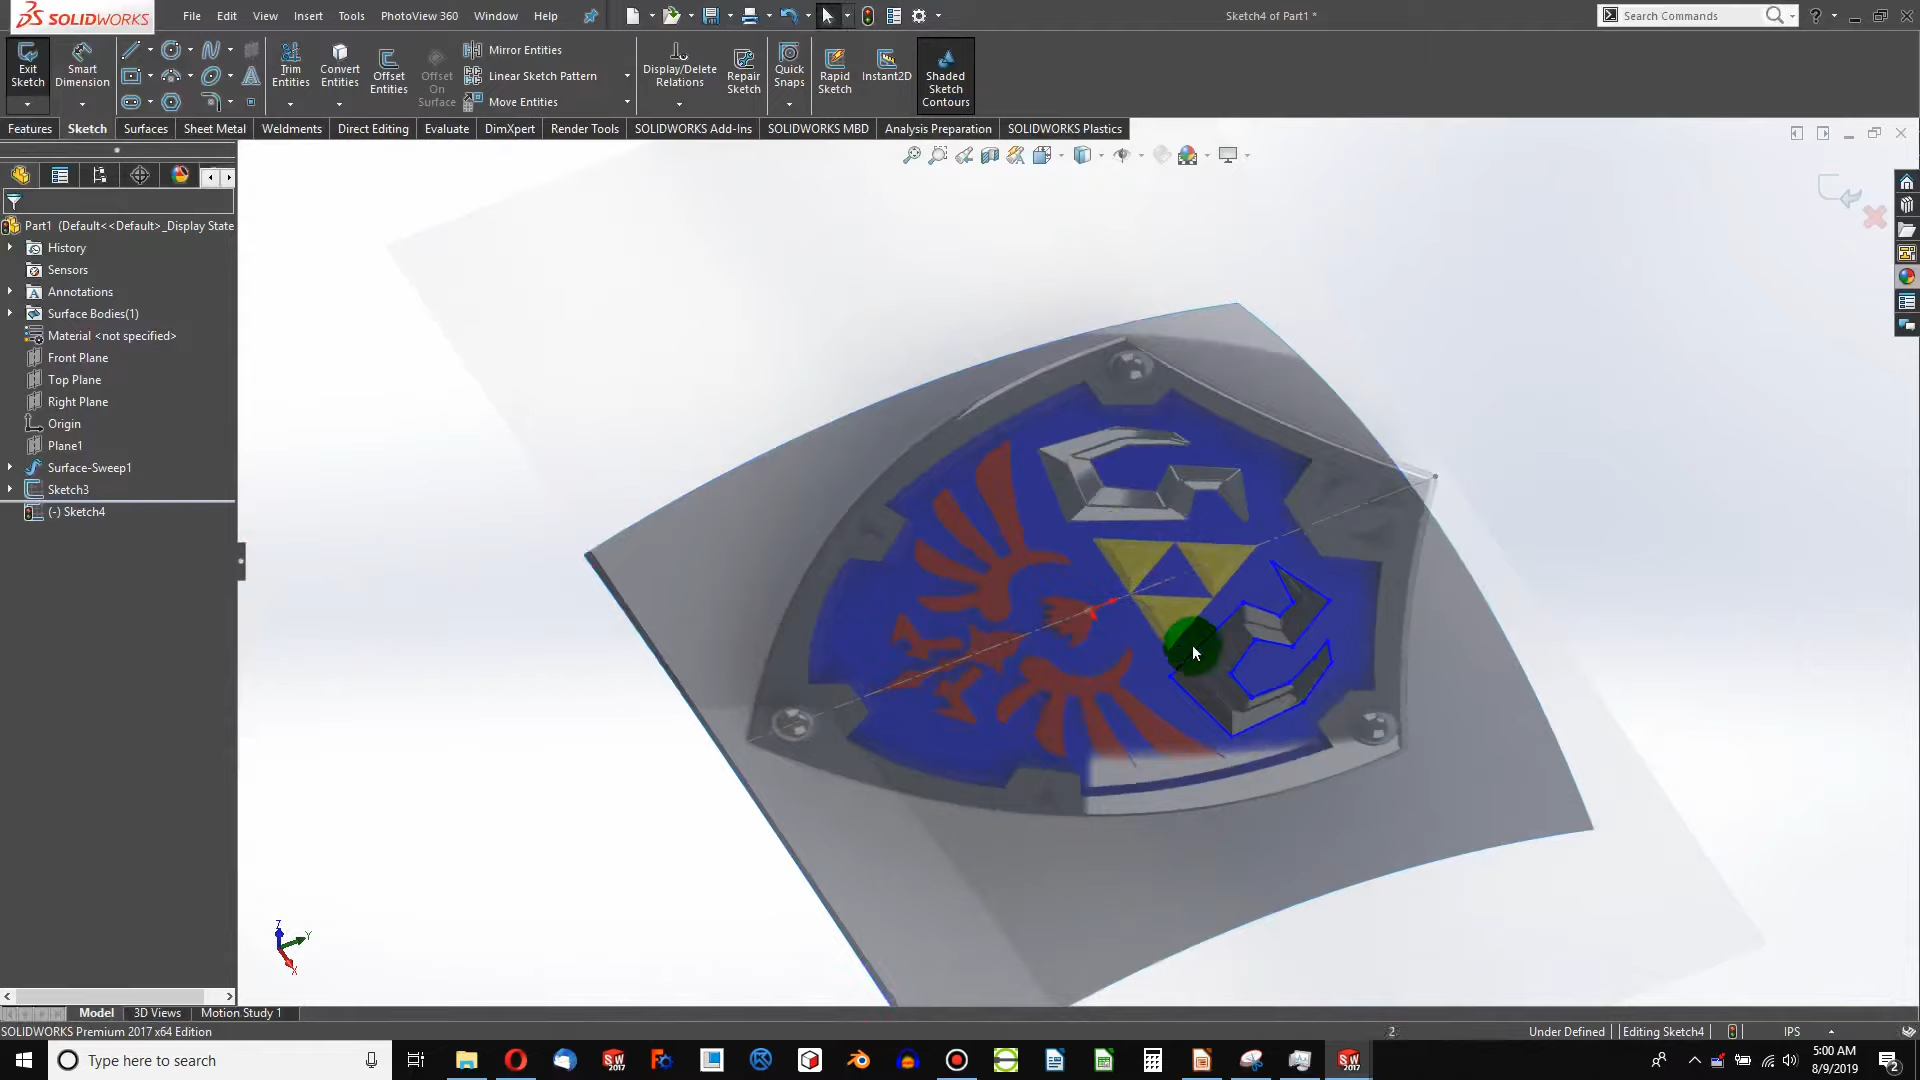 SOLIDWORKS File Edit View Insert Tools PhotoView 360 Window Help Sketch4 of Part1 * Search Commands ?
Exit Sketch
Smart Dimension
Trim Entities
Convert Entities
Offset Entities
Offset On Surface
Mirror Entities
Linear Sketch Pattern
Move Entities
Display/Delete Relations
Repair Sketch
Quick Snaps
Rapid Sketch
Instant2D
Shaded Sketch Contours
Features Sketch Surfaces Sheet Metal Weldments Direct Editing Evaluate DimXpert Render Tools SOLIDWORKS Add-Ins SOLIDWORKS MBD Analysis Preparation SOLIDWORKS Plastics
Part1 (Default<<Default>_Display State
History
Sensors
Annotations
Surface Bodies(1)
Material <not specified>
Front Plane
Top Plane
Right Plane
Origin
Plane1
Surface-Sweep1
Sketch3
(-) Sketch4
Z
Y
X
Model 3D Views Motion Study 1
SOLIDWORKS Premium 2017 x64 Edition 2 Under Defined Editing Sketch4 IPS
Type here to search
SW 2017
SW 2017
5:00 AM
8/9/2019
2